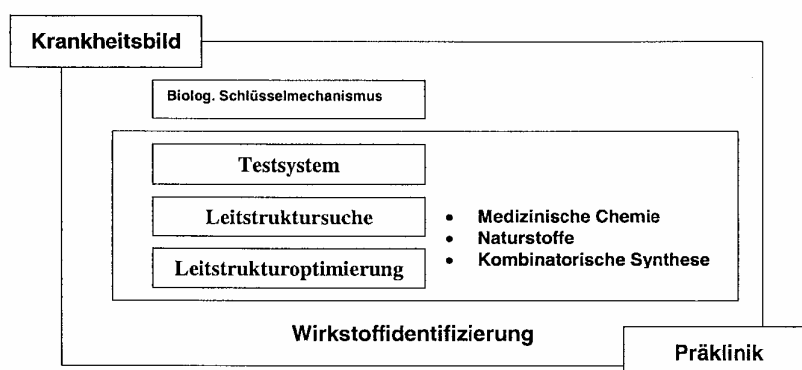 Krankheitsbild
Biolog. Schlüsselmechanismus
Testsystem
Leitstruktursuche
Leitstrukturoptimierung
• Medizinische Chemie
• Naturstoffe
• Kombinatorische Synthese
Wirkstoffidentifizierung
Präklinik